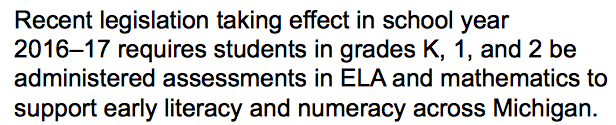 Recent legislation taking effect in school year
2016–17 requires students in grades K, 1, and 2 be
administered assessments in ELA and mathematics to
support early literacy and numeracy across Michigan.